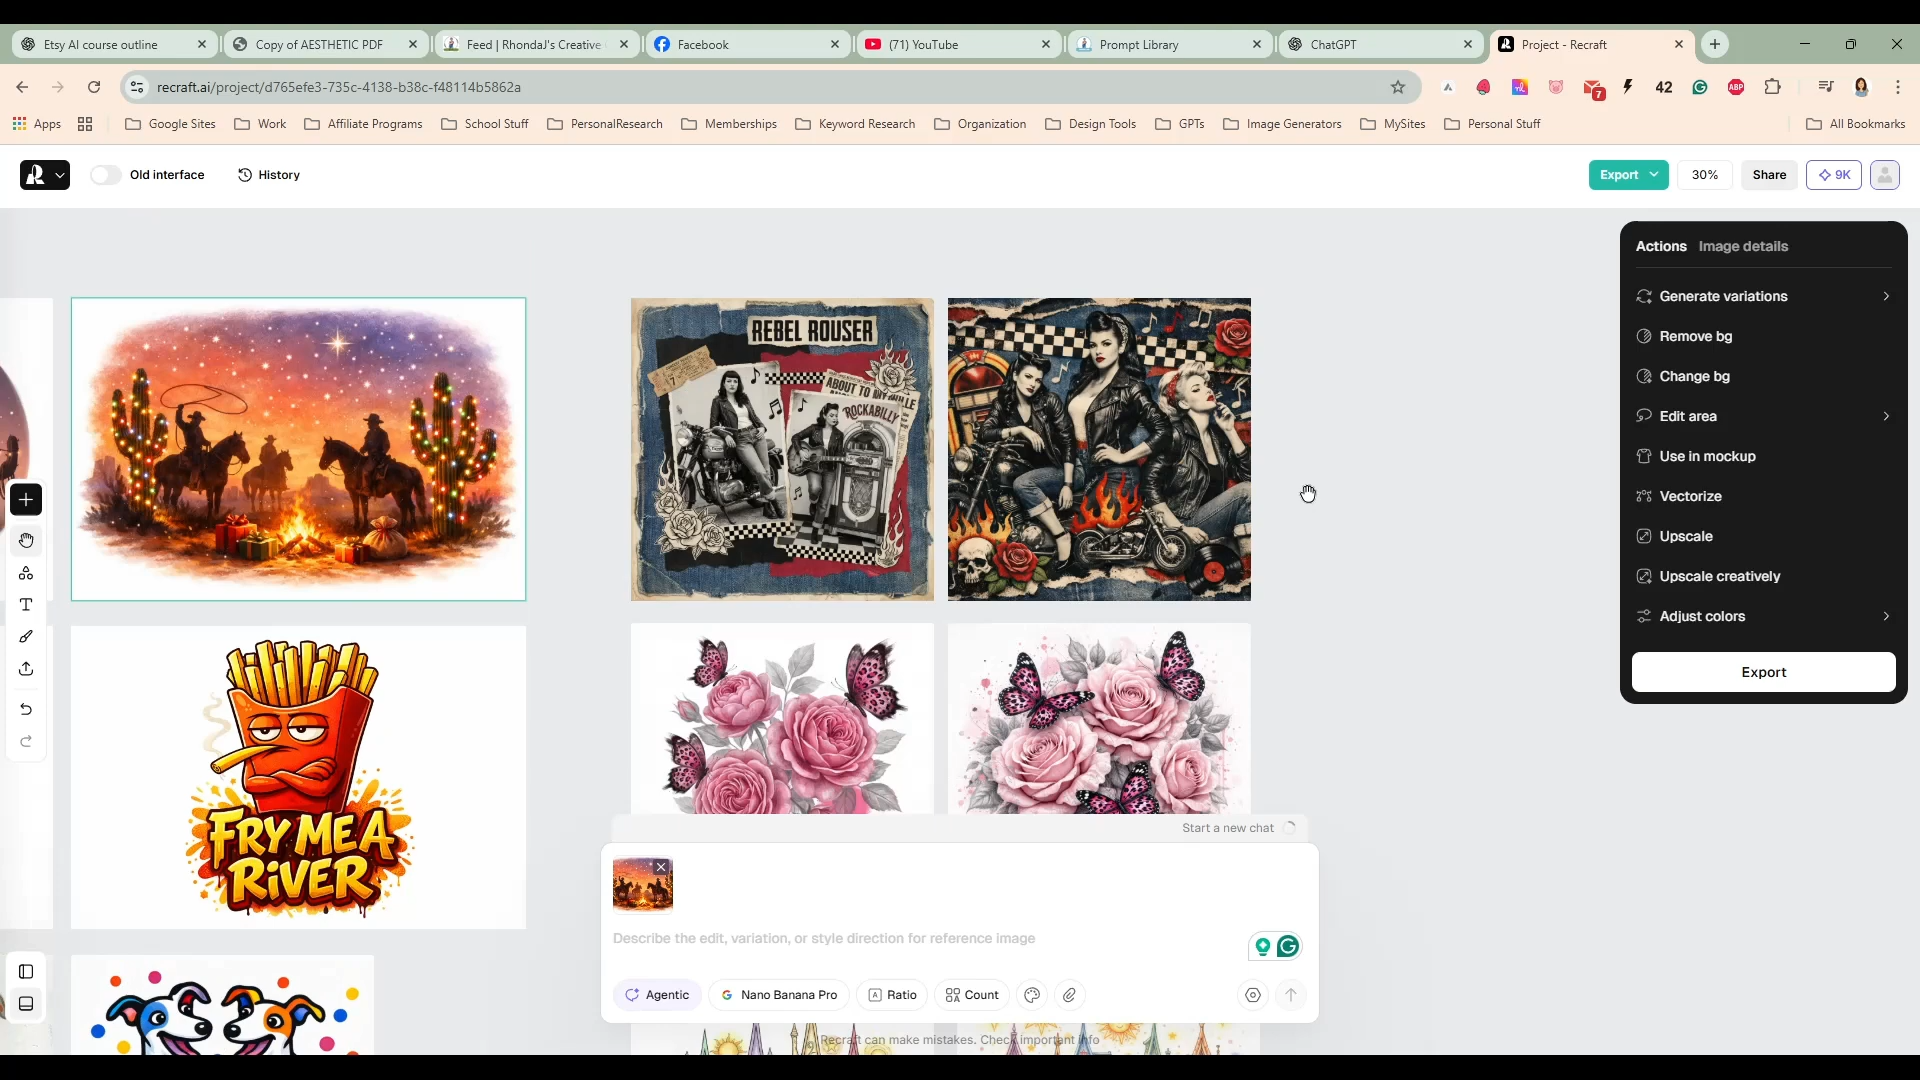 Etsy AI course outline
Copy of AESTHETIC PDF
Feed | RhondaJ's Creative
Facebook
(71) YouTube
Prompt Library
ChatGPT
Project - Recraft
recraft.ai/project/d765efe3-735c-4138-b38c-f48114b5862a
7
42
ABP
Apps
Google Sites
Work
Affiliate Programs
School Stuff
PersonalResearch
Memberships
Keyword Research
Organization
Design Tools
GPTs
Image Generators
MySites
Personal Stuff
All Bookmarks
Old interface
History
Export
30%
Share
9K
Actions
Image details
Generate variations
Remove bg
Change bg
Edit area
Use in mockup
Vectorize
Upscale
Upscale creatively
Adjust colors
Export
REBEL ROUSER
ABOUT TO
ROCKABILLY
FRY ME A
RIVER
Start a new chat
Describe the edit, variation, or style direction for reference image
Agentic
Nano Banana Pro
Ratio
Count
Recraft can make mistakes. Check important info